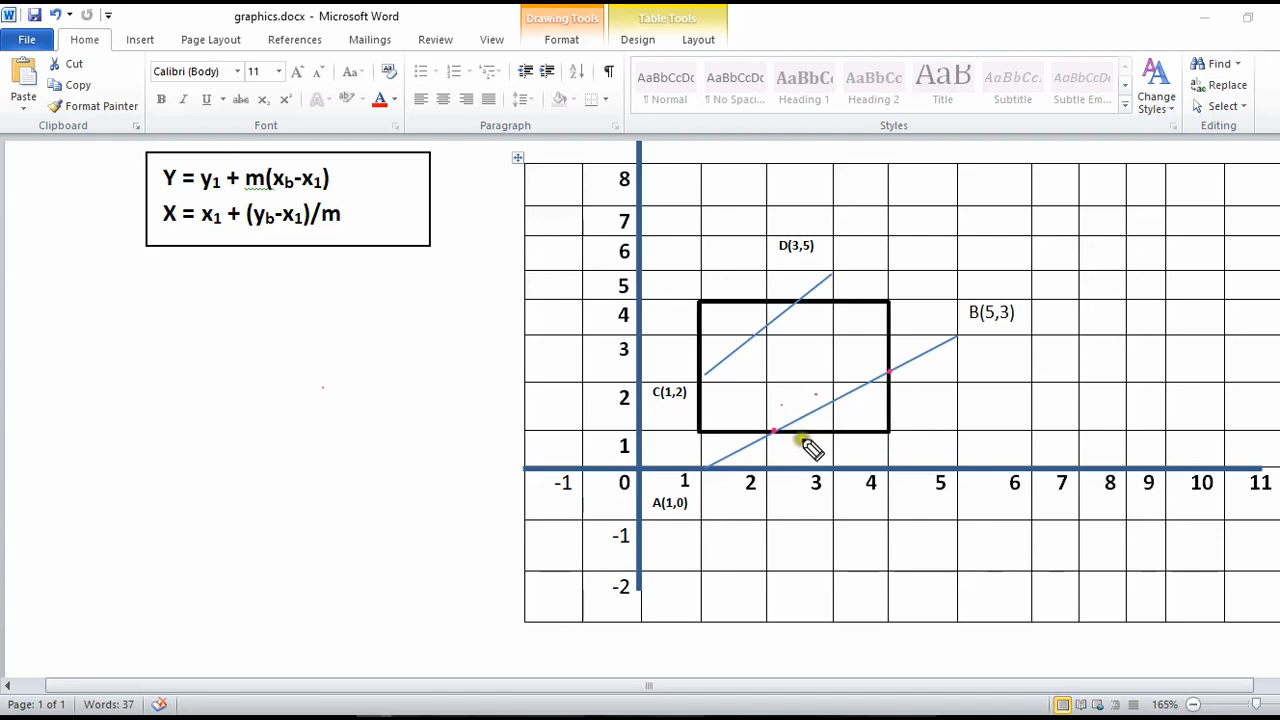 graphics.docx - Microsoft Word
Drawing Tools
Table Tools
File
Home
Insert
Page Layout
References
Mailings
Review
View
Format
Design
Layout
Paste
Cut
Copy
Format Painter
Clipboard
Calibri (Body)
11
Font
Paragraph
AaBbCcDc
¶ Normal
AaBbCcDc
¶ No Spaci...
AaBbCc
Heading 1
AaBbCc
Heading 2
AaB
Title
AaBbCcI
Subtitle
AaBbCcDc
Subtle Em...
Change Styles
Styles
Find
Replace
Select
Editing
Y = y1 + m(xb-x1)
X = x1 + (yb-x1)/m
8
7
6
5
4
3
2
1
D(3,5)
B(5,3)
C(1,2)
-1 0 1 2 3 4 5 6 7 8 9 10 11
A(1,0)
-1
-2
Page: 1 of 1
Words: 37
165%